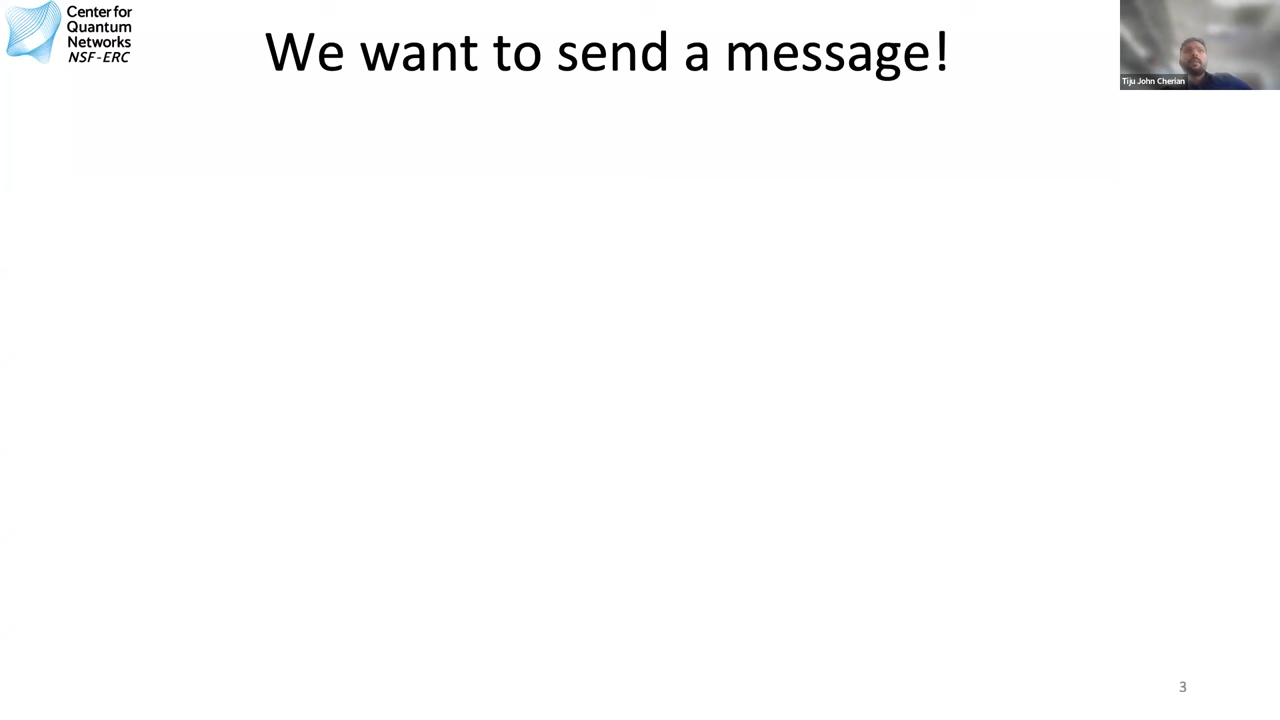 Center for
Quantum
Networks
NSF-ERC
We want to send a message!
Tiju John Cherian
3